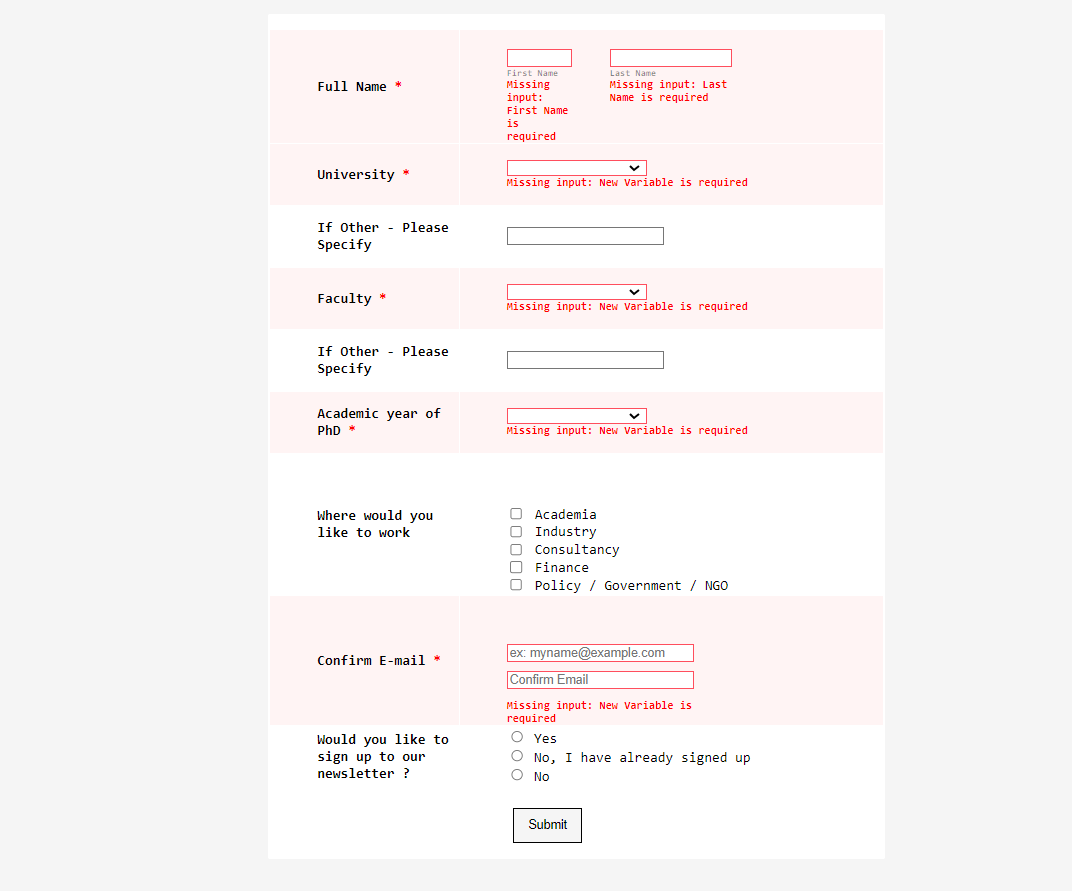 Full Name *
First Name
Missing
input:
First Name
is
required
Last Name
Missing input: Last
Name is required
University *
Missing input: New Variable is required
If Other - Please
Specify
Faculty *
Missing input: New Variable is required
If Other - Please
Specify
Academic year of
PhD *
Missing input: New Variable is required
Where would you
like to work
Academia
Industry
Consultancy
Finance
Policy / Government / NGO
Confirm E-mail *
ex: myname@example.com
Confirm Email
Missing input: New Variable is
required
Would you like to
sign up to our
newsletter ?
Yes
No, I have already signed up
No
Submit